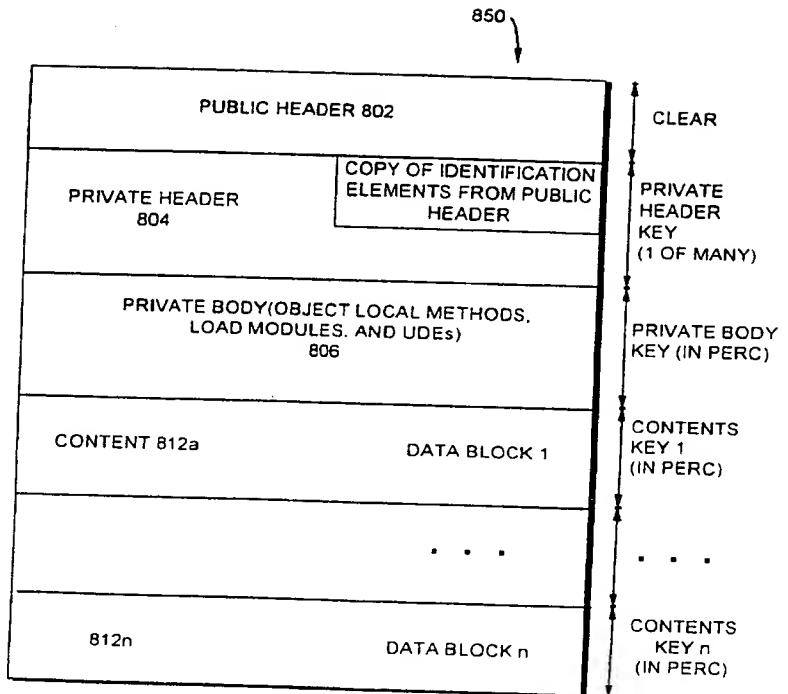 850
PUBLIC HEADER 802
CLEAR
PRIVATE HEADER
804
COPY OF IDENTIFICATION
ELEMENTS FROM PUBLIC
HEADER
PRIVATE
HEADER
KEY
(1 OF MANY)
PRIVATE BODY(OBJECT LOCAL METHODS,
LOAD MODULES, AND UDEs)
806
PRIVATE BODY
KEY (IN PERC)
CONTENT 812a
DATA BLOCK 1
CONTENTS
KEY 1
(IN PERC)
. . .
. . .
812n
DATA BLOCK n
CONTENTS
KEY n
(IN PERC)